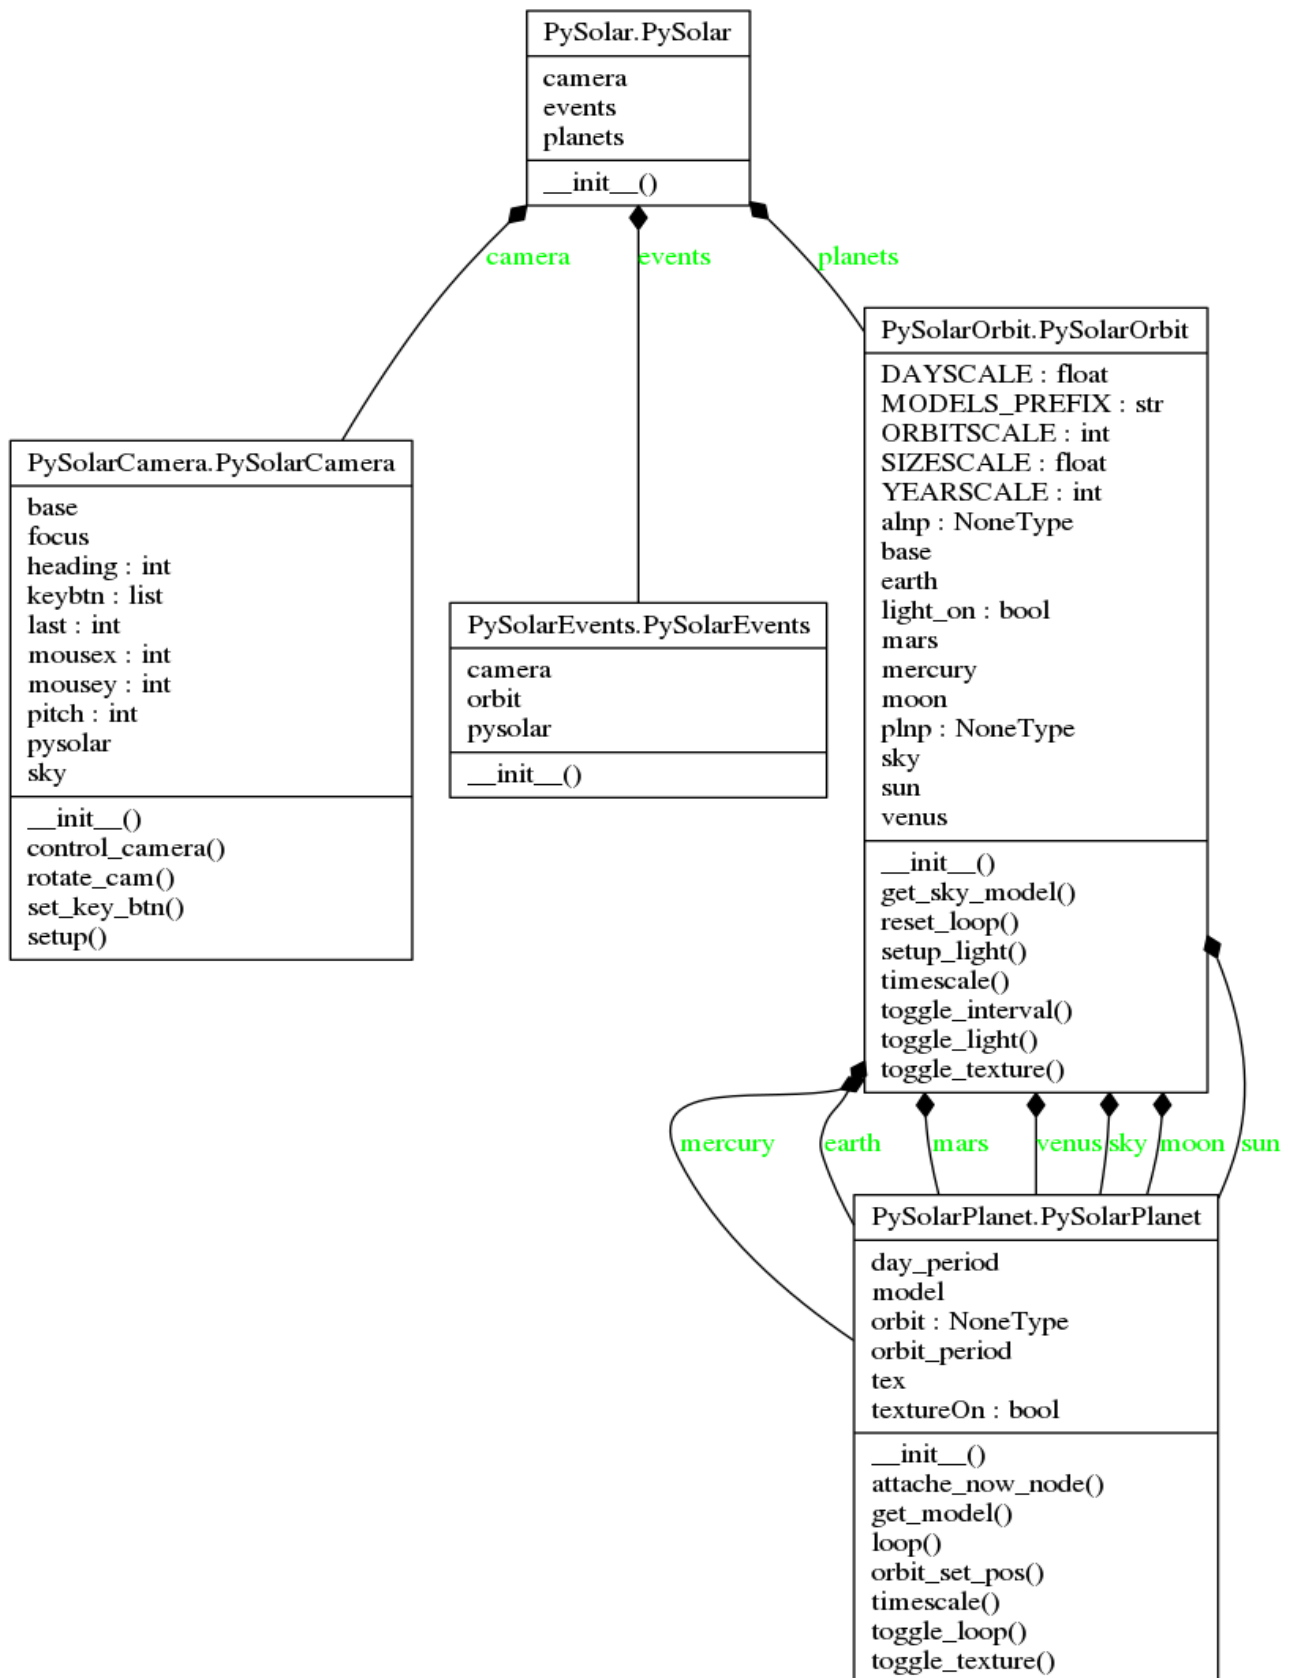 PySolar.PySolar
camera
events
planets
__init__()
camera
events
planets
PySolarCamera.PySolarCamera
base
focus
heading : int
keybtn : list
last : int
mousex : int
mousey : int
pitch : int
pysolar
sky
__init__()
control_camera()
rotate_cam()
set_key_btn()
setup()
PySolarEvents.PySolarEvents
camera
orbit
pysolar
__init__()
PySolarOrbit.PySolarOrbit
DAYSCALE : float
MODELS_PREFIX : str
ORBITSCALE : int
SIZESCALE : float
YEARSCALE : int
alnp : NoneType
base
earth
light_on : bool
mars
mercury
moon
plnp : NoneType
sky
sun
venus
__init__()
get_sky_model()
reset_loop()
setup_light()
timescale()
toggle_interval()
toggle_light()
toggle_texture()
mercury
earth
mars
venus
sky
moon
sun
PySolarPlanet.PySolarPlanet
day_period
model
orbit : NoneType
orbit_period
tex
textureOn : bool
__init__()
attache_now_node()
get_model()
loop()
orbit_set_pos()
timescale()
toggle_loop()
toggle_texture()